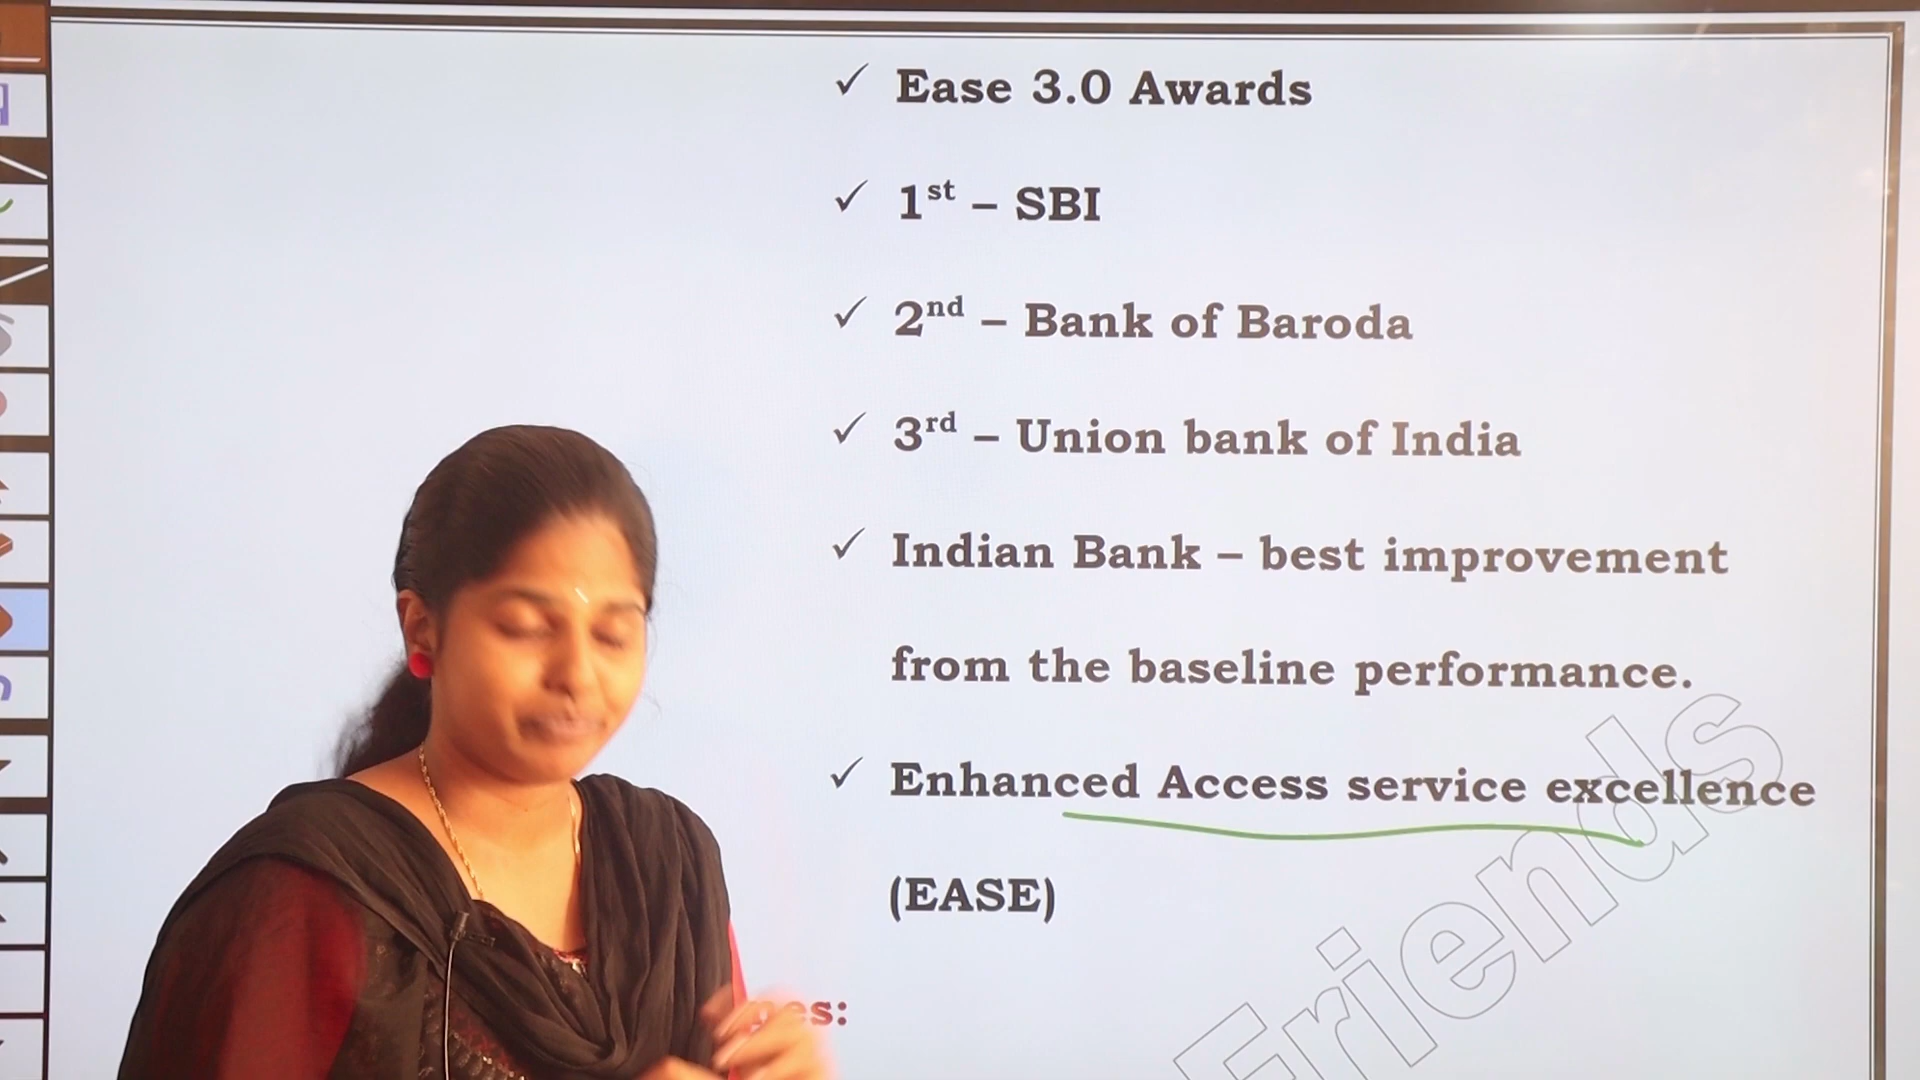 Ease 3.0 Awards
1st – SBI
2nd – Bank of Baroda
3rd – Union bank of India
Indian Bank – best improvement
from the baseline performance.
Enhanced Access service excellence
(EASE)
Friends